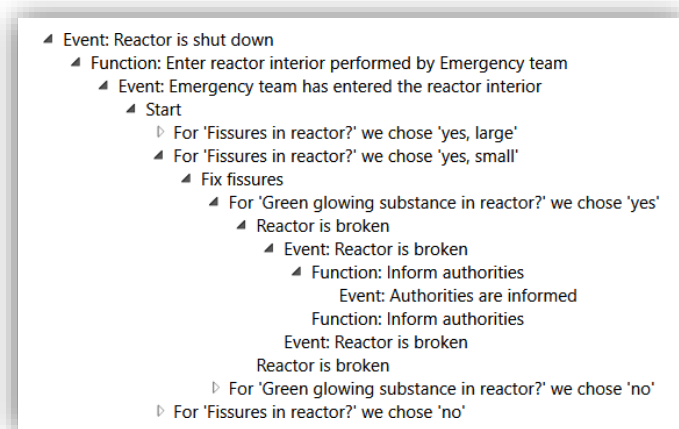 Event: Reactor is shut down
Function: Enter reactor interior performed by Emergency team
Event: Emergency team has entered the reactor interior
Start
For 'Fissures in reactor?' we chose 'yes, large'
For 'Fissures in reactor?' we chose 'yes, small'
Fix fissures
For 'Green glowing substance in reactor?' we chose 'yes'
Reactor is broken
Event: Reactor is broken
Function: Inform authorities
Event: Authorities are informed
Function: Inform authorities
Event: Reactor is broken
Reactor is broken
For 'Green glowing substance in reactor?' we chose 'no'
For 'Fissures in reactor?' we chose 'no'